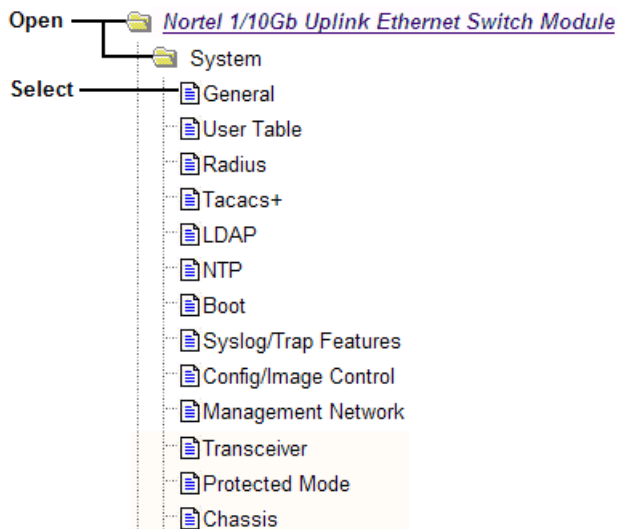 Open Nortel 1/10Gb Uplink Ethernet Switch Module
System
Select General
User Table
Radius
Tacacs+
LDAP
NTP
Boot
Syslog/Trap Features
Config/Image Control
Management Network
Transceiver
Protected Mode
Chassis